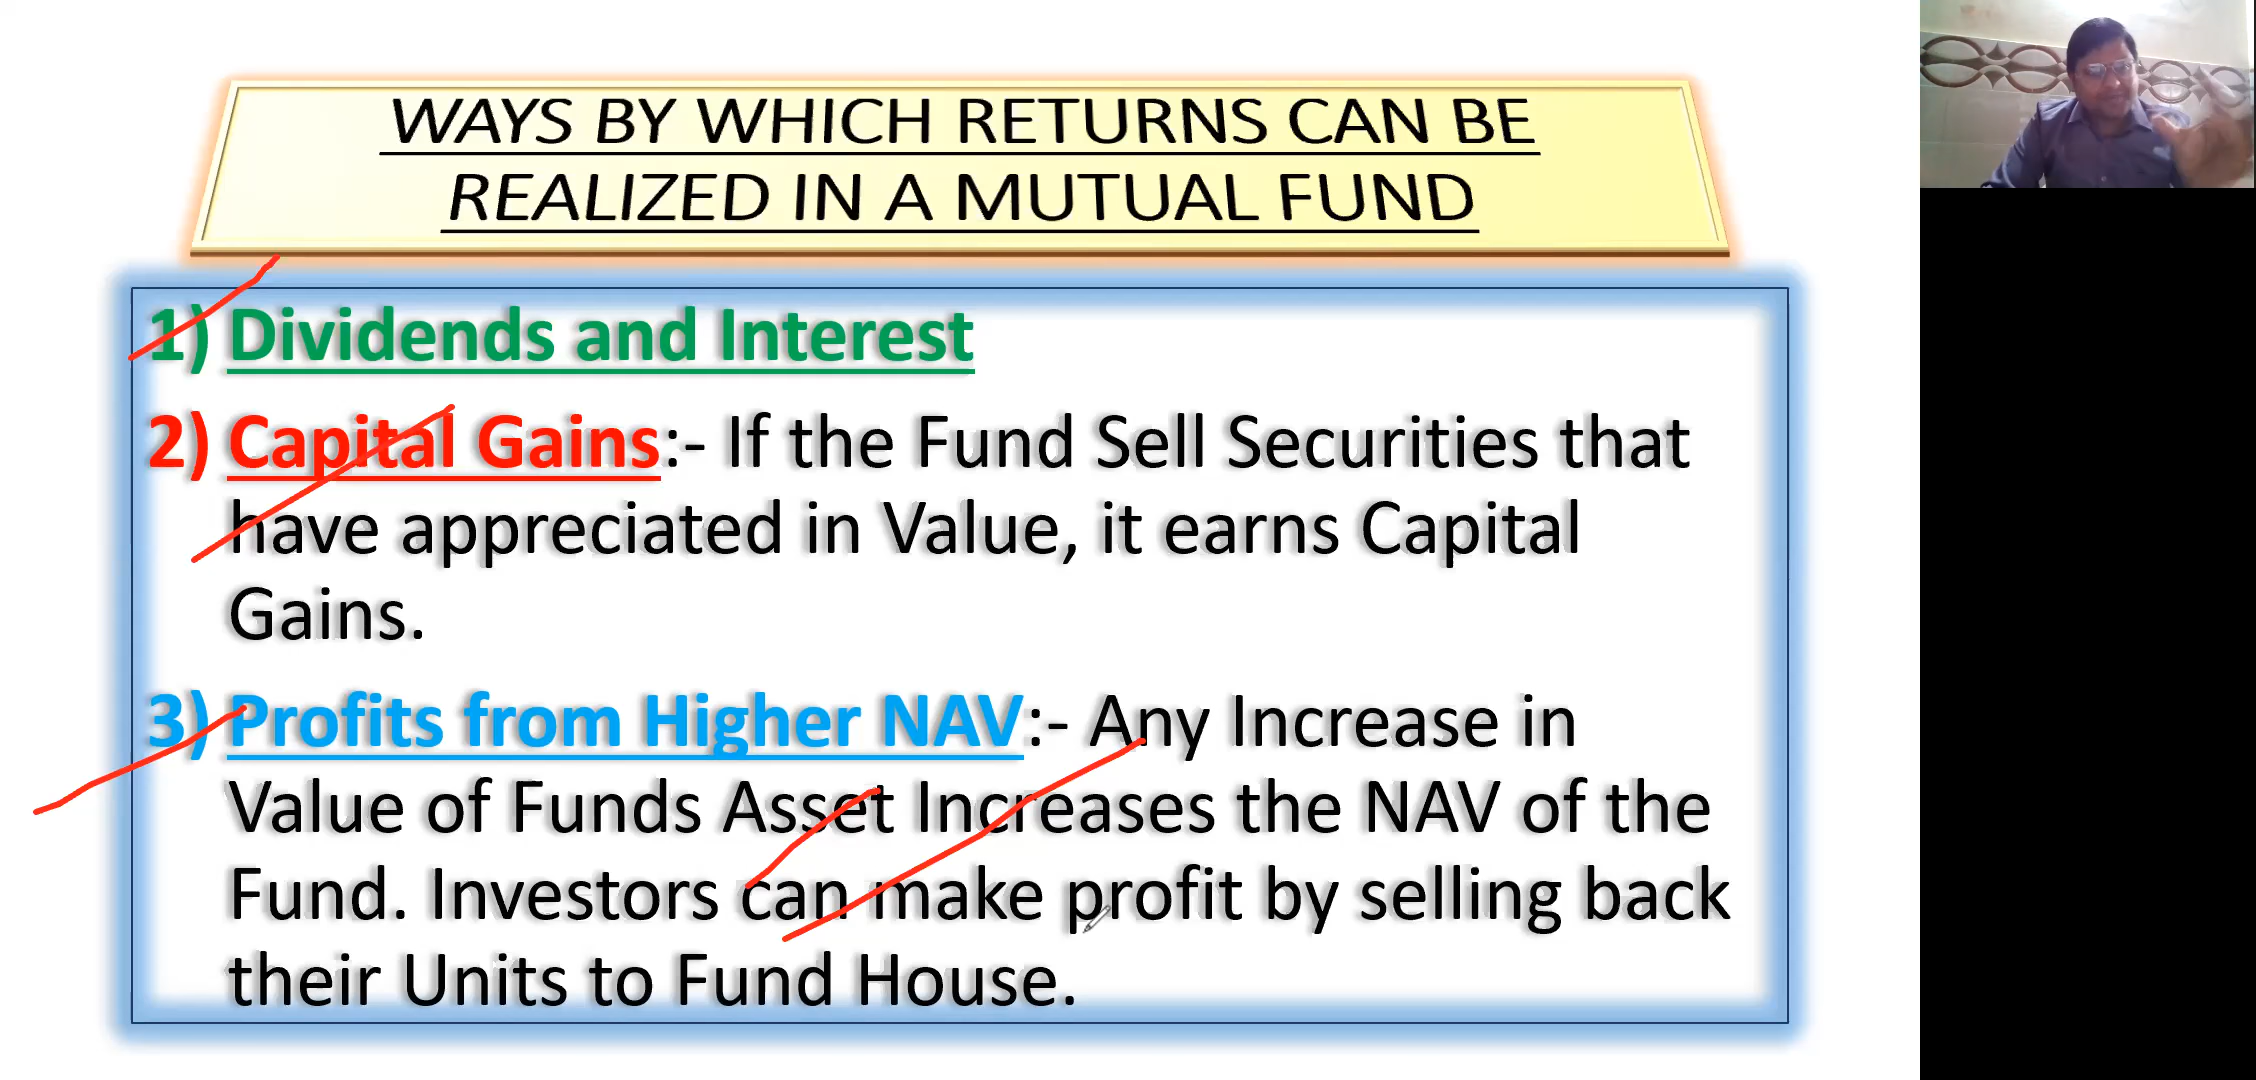 WAYS BY WHICH RETURNS CAN BE
REALIZED IN A MUTUAL FUND
1) Dividends and Interest
2) Capital Gains:- If the Fund Sell Securities that
have appreciated in Value, it earns Capital
Gains.
3) Profits from Higher NAV:- Any Increase in
Value of Funds Asset Increases the NAV of the
Fund. Investors can make profit by selling back
their Units to Fund House.